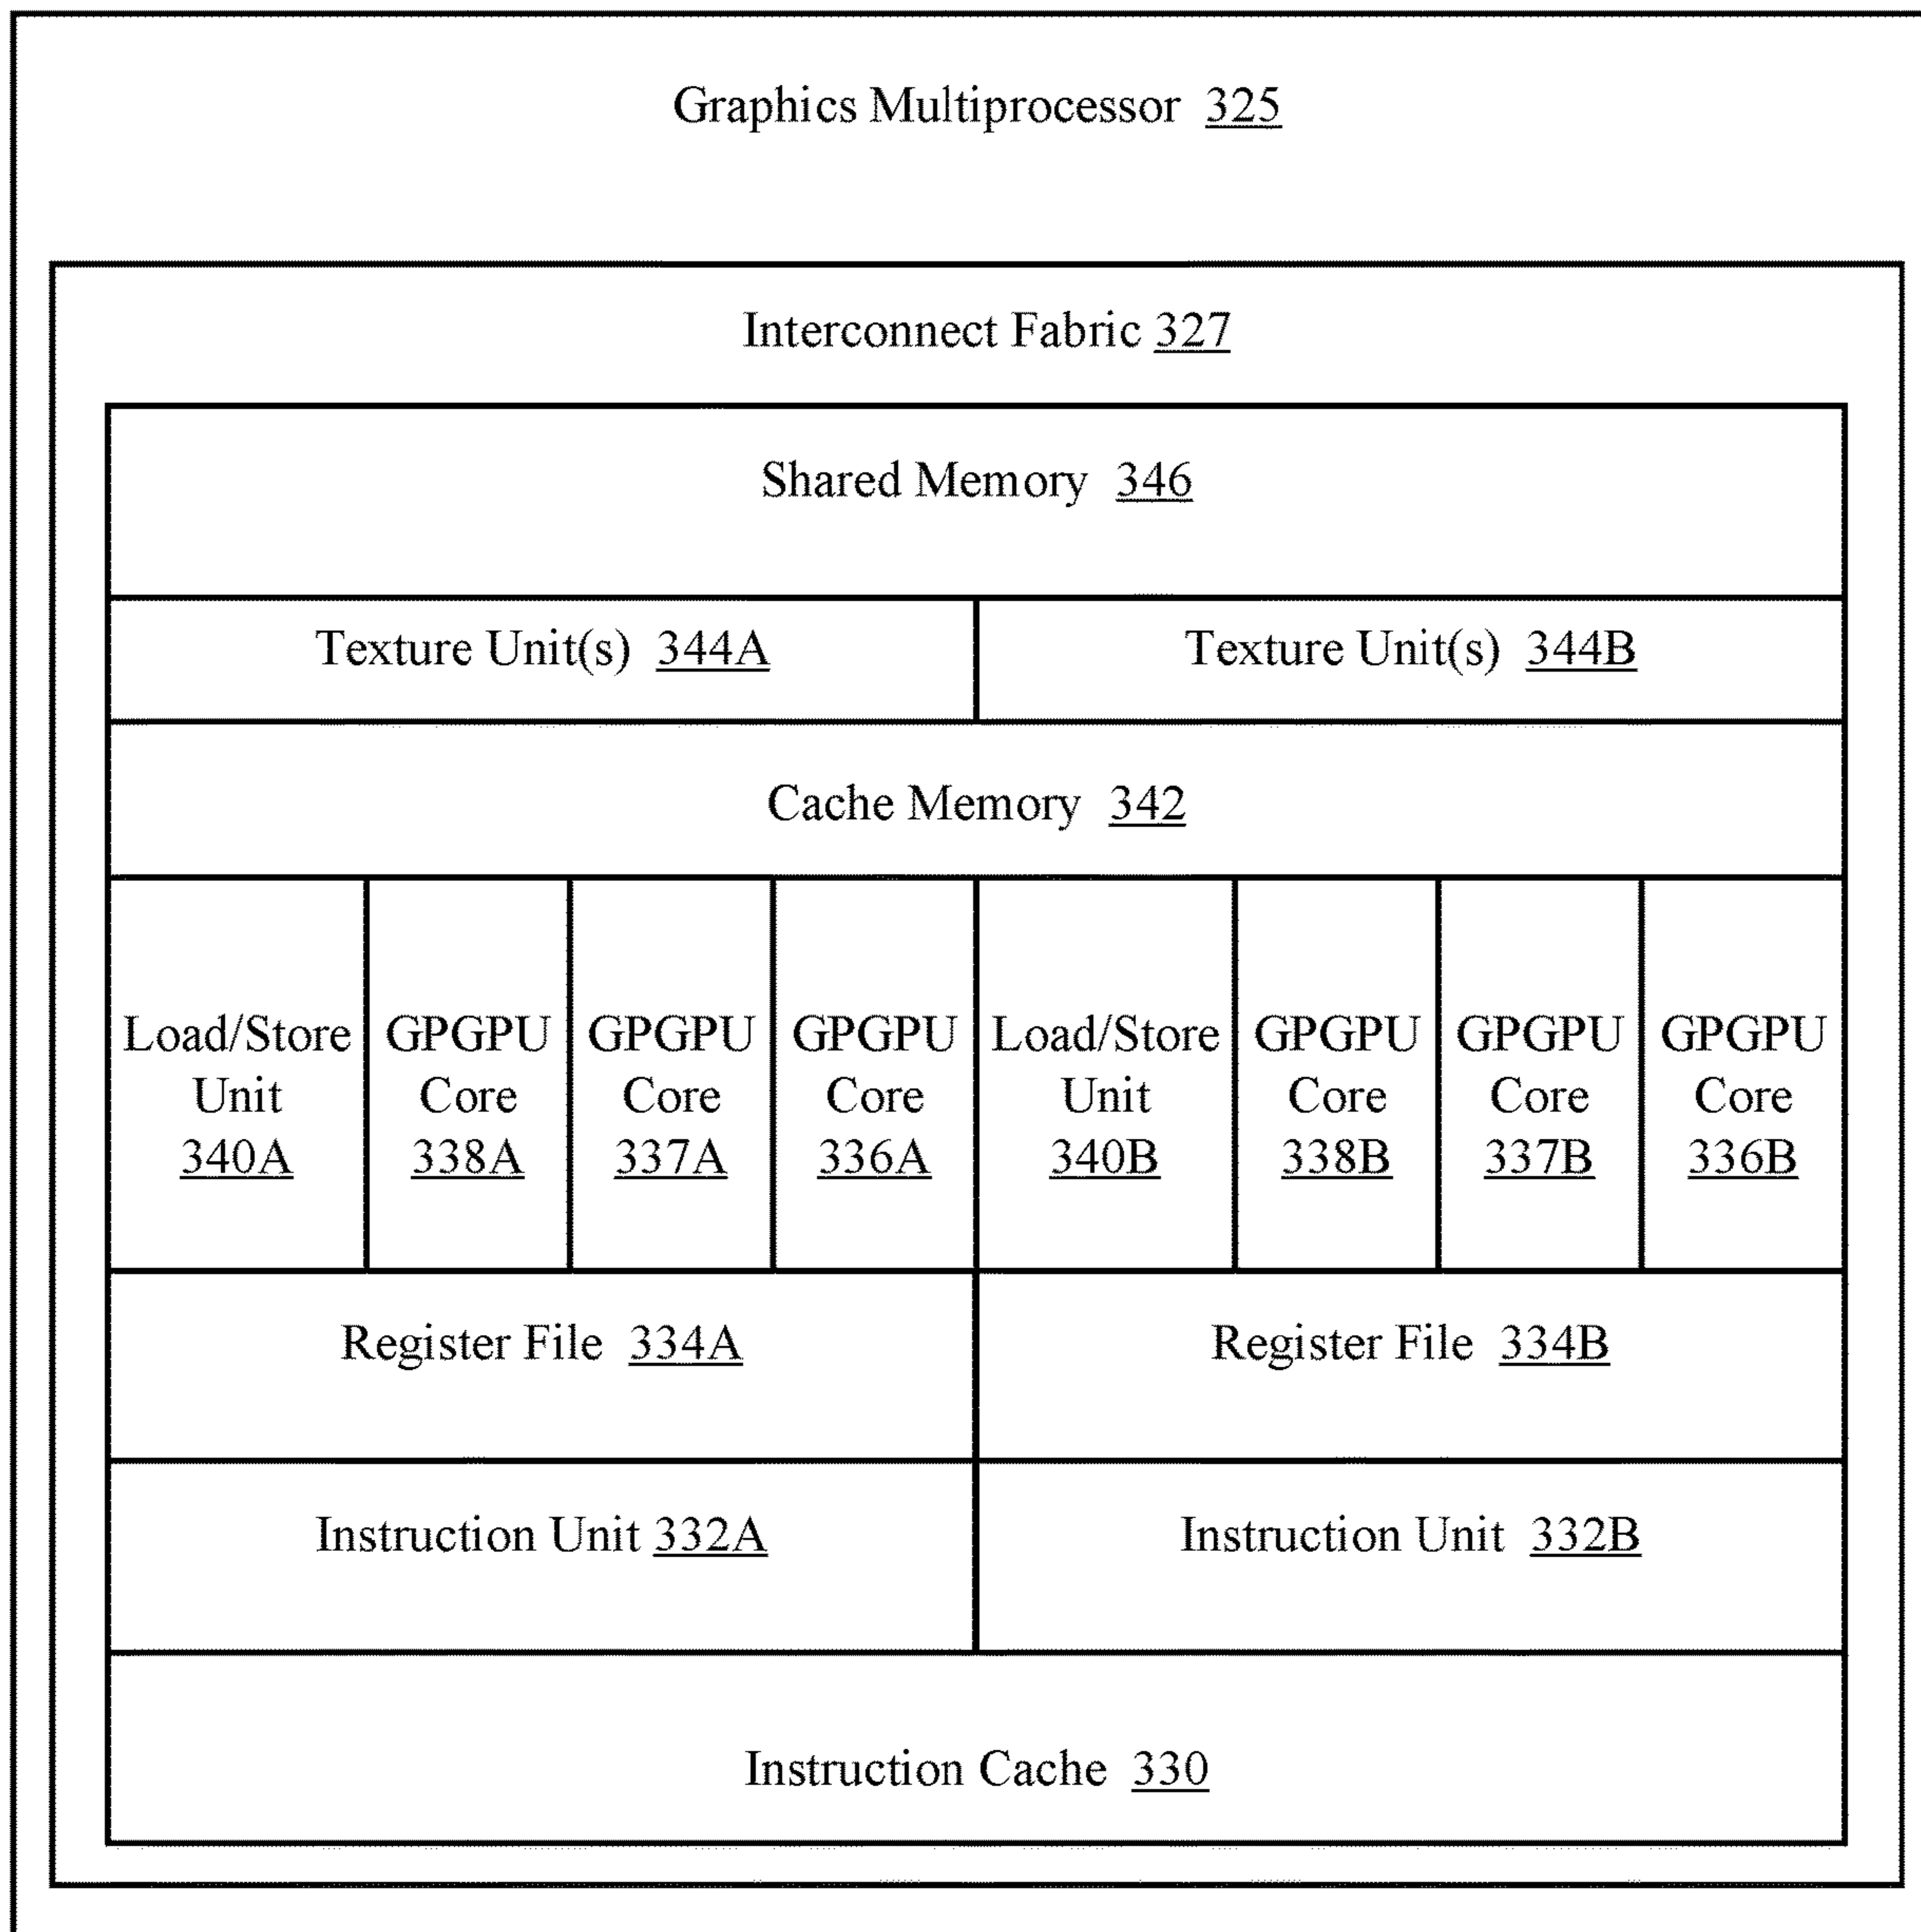 Graphics Multiprocessor 325
Interconnect Fabric 327
Shared Memory 346
Texture Unit(s) 344A
Texture Unit(s) 344B
Cache Memory 342
Load/Store
Unit
340A
GPGPU
Core
338A
GPGPU
Core
337A
GPGPU
Core
336A
Load/Store
Unit
340B
GPGPU
Core
338B
GPGPU
Core
337B
GPGPU
Core
336B
Register File 334A
Register File 334B
Instruction Unit 332A
Instruction Unit 332B
Instruction Cache 330